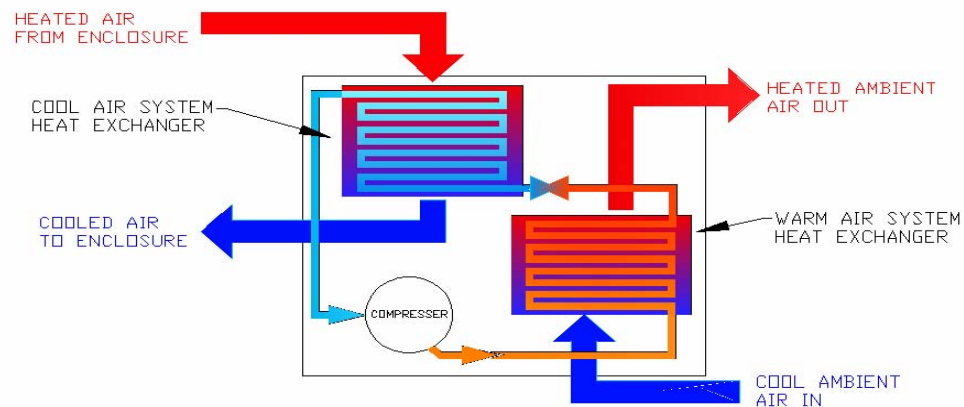 HEATED AIR
FROM ENCLOSURE
COOL AIR SYSTEM
HEAT EXCHANGER
HEATED AMBIENT
AIR OUT
COOLED AIR
TO ENCLOSURE
WARM AIR SYSTEM
HEAT EXCHANGER
COMPRESSER
COOL AMBIENT
AIR IN